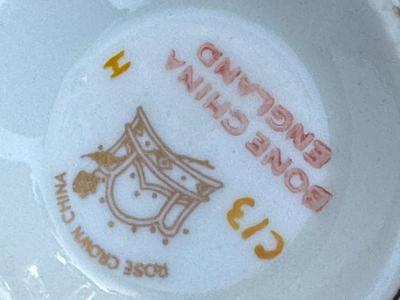 ROSE CROWN CHINA
BONE CHINA
ENGLAND
H
C/3